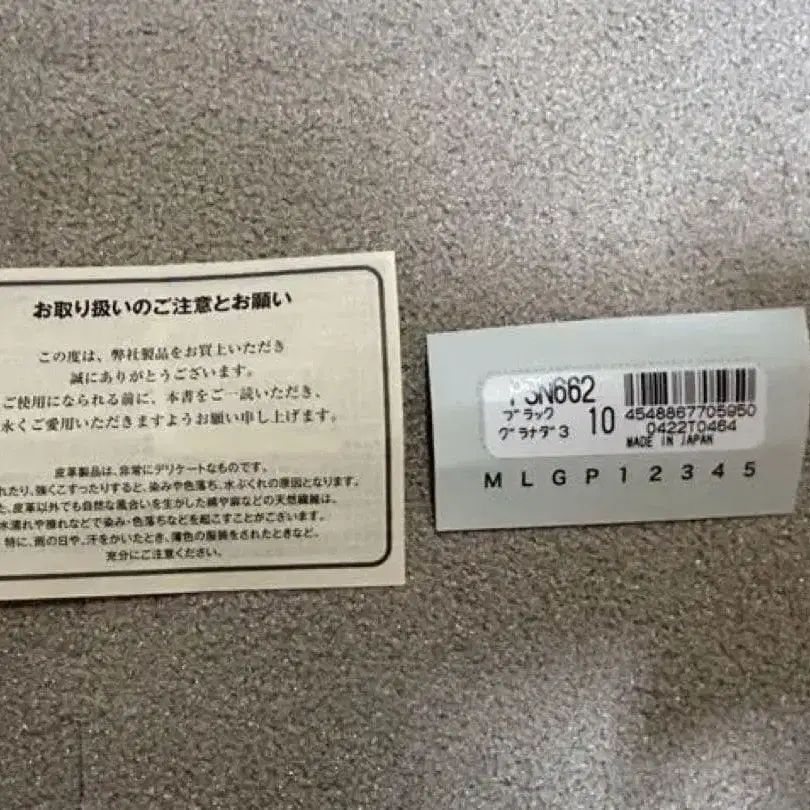 お取り扱いのご注意とお願い
この度は、弊社製品をお買上いただき
誠にありがとうございます。
ご使用になられる前に、本書をご一読いただき、
永くご愛用いただきますようお願い申し上げます。
皮革製品は、非常にデリケートなものです。
れたり、強くこすったりすると、染みや色落ち、水ぶくれの原因となります。
た、皮革以外でも自然な風合いを生かした綿や麻などの天然繊維は、
水濡れや擦れなどで染み・色落ちなどを起こすことがございます。
特に、雨の日や、汗をかいたとき、薄色の服装をされたときなど、
充分にご注意ください。
PSN662
ブラック
グラナダ3
10
4548867705950
0422T0464
MADE IN JAPAN
M L G P 1 2 3 4 5